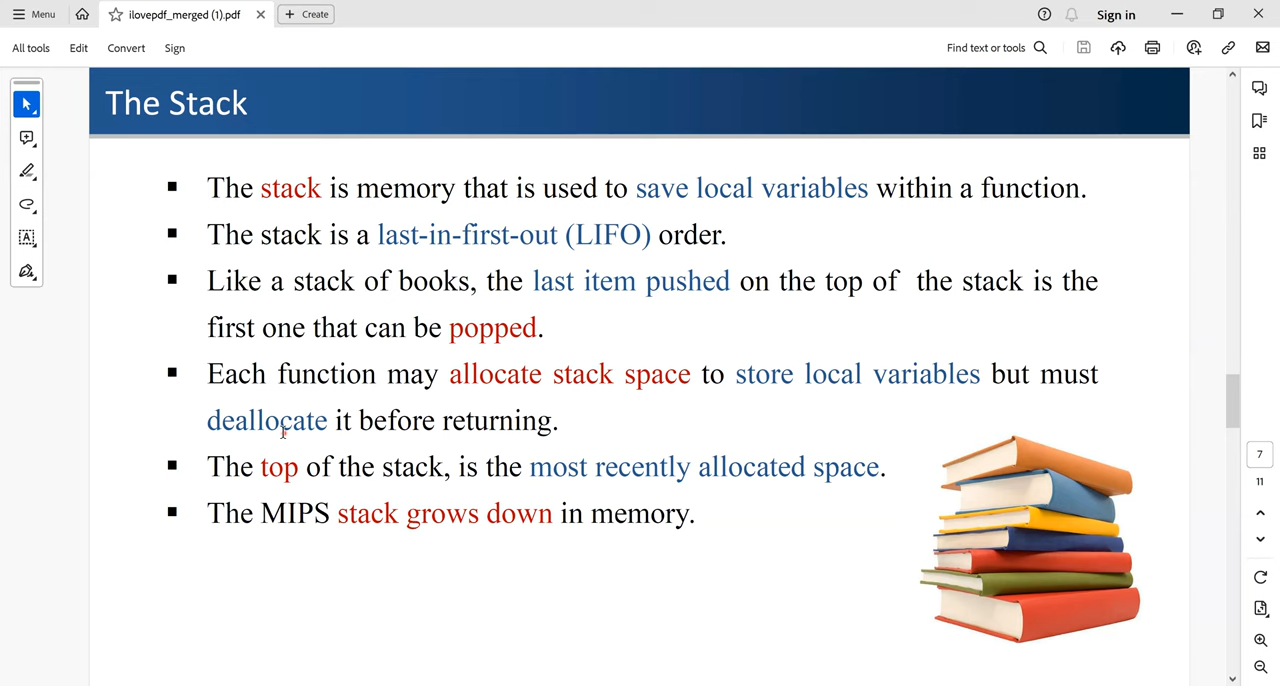 Menu
ilovepdf_merged (1).pdf
Create
Sign in
All tools
Edit
Convert
Sign
Find text or tools
The Stack
▪ The stack is memory that is used to save local variables within a function.
▪ The stack is a last-in-first-out (LIFO) order.
▪ Like a stack of books, the last item pushed on the top of the stack is the
first one that can be popped.
▪ Each function may allocate stack space to store local variables but must
deallocate it before returning.
▪ The top of the stack, is the most recently allocated space.
▪ The MIPS stack grows down in memory.
7
11